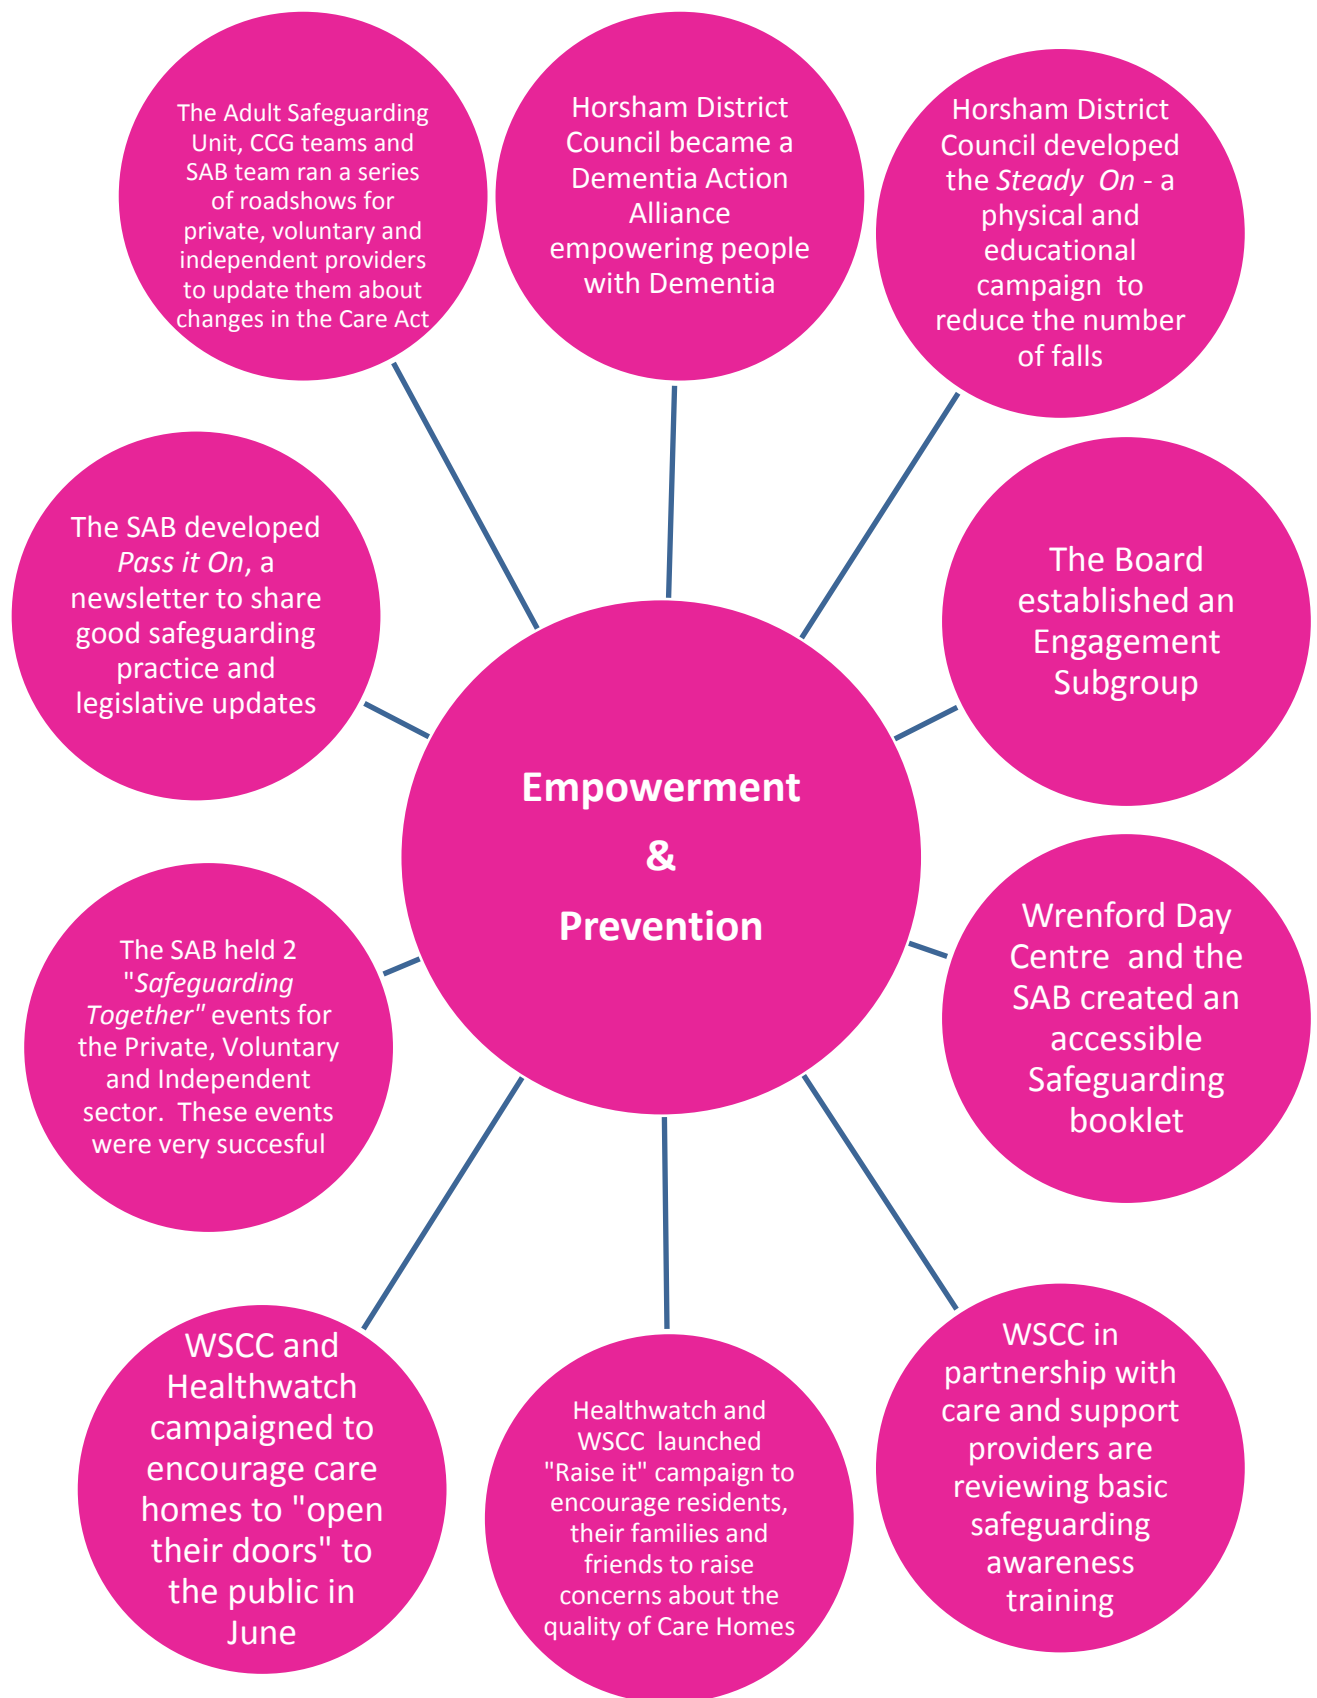 The Adult Safeguarding
Unit, CCG teams and
SAB team ran a series
of roadshows for
private, voluntary and
independent providers
to update them about
changes in the Care Act
Horsham District
Council became a
Dementia Action
Alliance
empowering people
with Dementia
Horsham District
Council developed
the Steady On - a
physical and
educational
campaign to
reduce the number
of falls
The SAB developed
Pass it On, a
newsletter to share
good safeguarding
practice and
legislative updates
The Board
established an
Engagement
Subgroup
Empowerment
&
Prevention
The SAB held 2
"Safeguarding
Together" events for
the Private, Voluntary
and Independent
sector. These events
were very succesful
Wrenford Day
Centre and the
SAB created an
accessible
Safeguarding
booklet
WSCC and
Healthwatch
campaigned to
encourage care
homes to "open
their doors" to
the public in
June
Healthwatch and
WSCC launched
"Raise it" campaign to
encourage residents,
their families and
friends to raise
concerns about the
quality of Care Homes
WSCC in
partnership with
care and support
providers are
reviewing basic
safeguarding
awareness
training